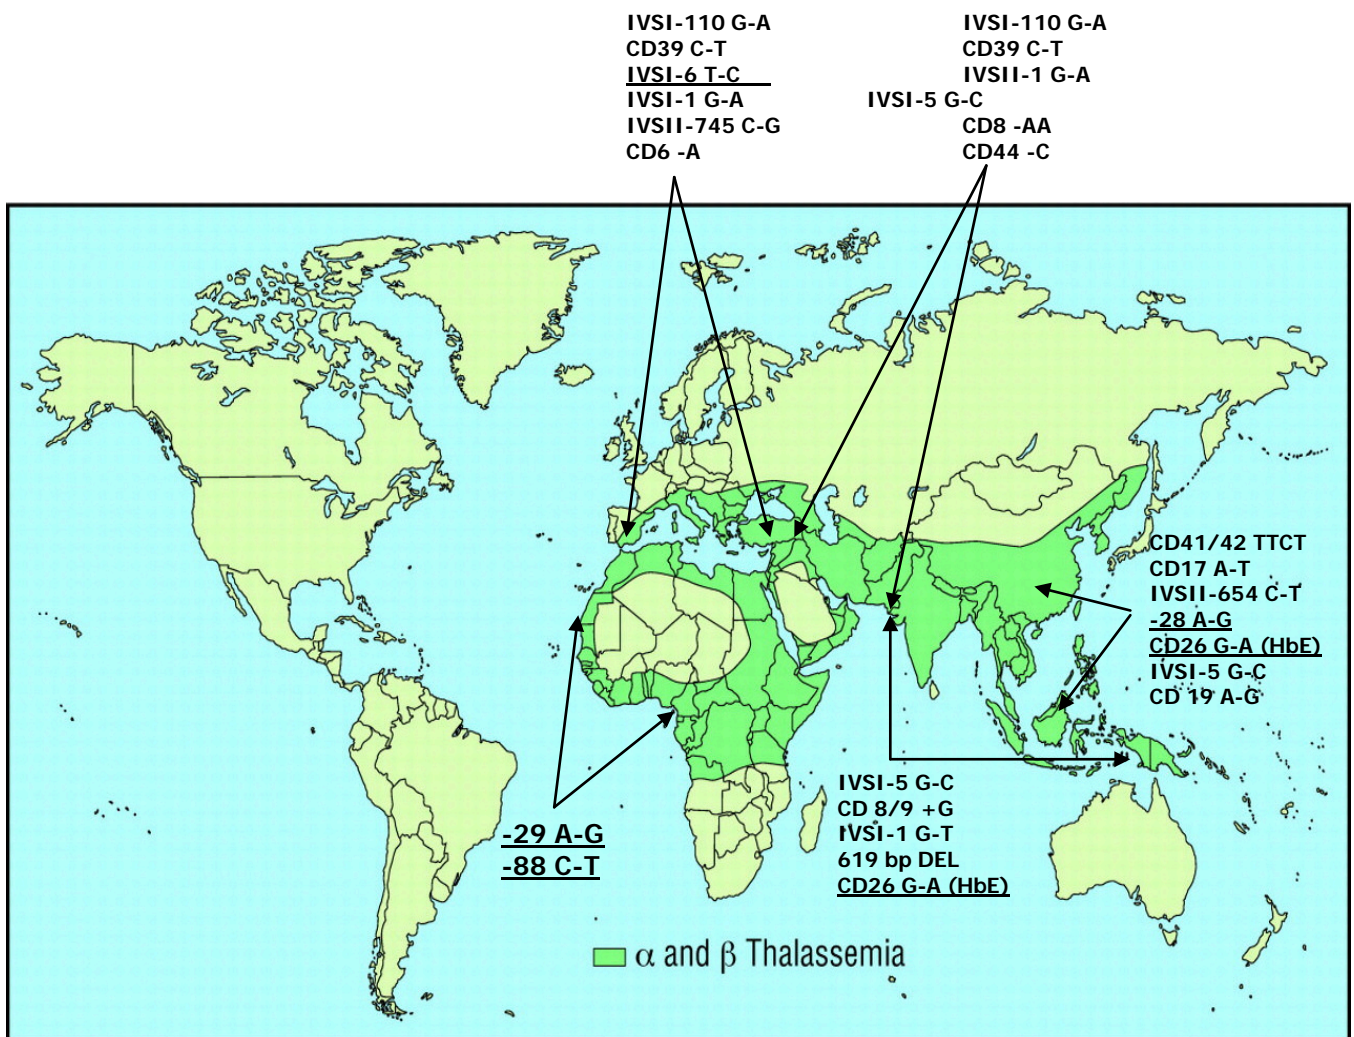 IVSI-110 G-A
CD39 C-T
IVSI-6 T-C
IVSI-1 G-A
IVSII-745 C-G
CD6 -A
IVSI-110 G-A
CD39 C-T
IVSII-1 G-A
IVSI-5 G-C
CD8 -AA
CD44 -C
CD41/42 TTCT
CD17 A-T
IVSII-654 C-T
-28 A-G
CD26 G-A (HbE)
IVSI-5 G-C
CD 19 A-G
IVSI-5 G-C
CD 8/9 +G
IVSI-1 G-T
619 bp DEL
CD26 G-A (HbE)
-29 A-G
-88 C-T
α and β Thalassemia